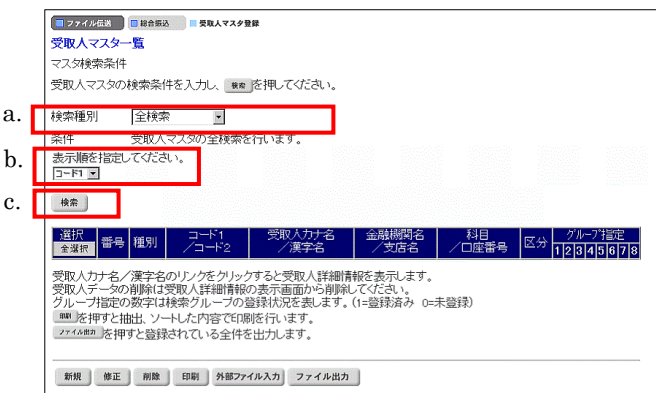 ファイル伝送 総合振込 受取人マスタ登録
受取人マスター覧
マスタ検索条件
受取人マスタの検索条件を入力し、 検索 を押してください。
a. 検索種別 全検索
条件 受取人マスタの全検索を行います。
b. 表示順を指定してください。
コード1
c. 検索
選択 全選択 番号 種別 コード1/コード2 受取人カナ名/漢字名 金融機関名/支店名 科目/口座番号 区分 グループ指定 1 2 3 4 5 6 7 8
受取人カナ名/漢字名のリンクをクリックすると受取人詳細情報を表示します。
受取人データの削除は受取人詳細情報の表示画面から削除してください。
グループ指定の数字は検索グループの登録状況を表します。(1=登録済み 0=未登録)
印刷 を押すと抽出、ソートした内容で印刷を行います。
ファイル出力 を押すと登録されている全件を出力します。
新規 修正 削除 印刷 外部ファイル入力 ファイル出力